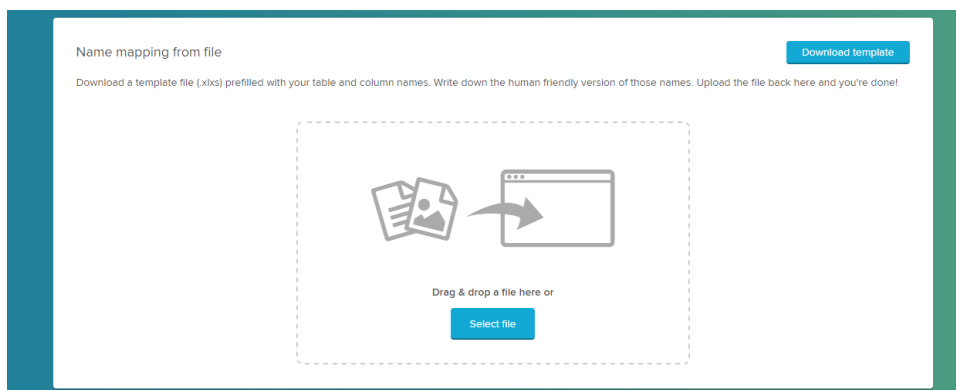 Name mapping from file
Download template
Download a template file (.xlxs) prefilled with your table and column names. Write down the human friendly version of those names. Upload the file back here and you're done!
Drag & drop a file here or
Select file